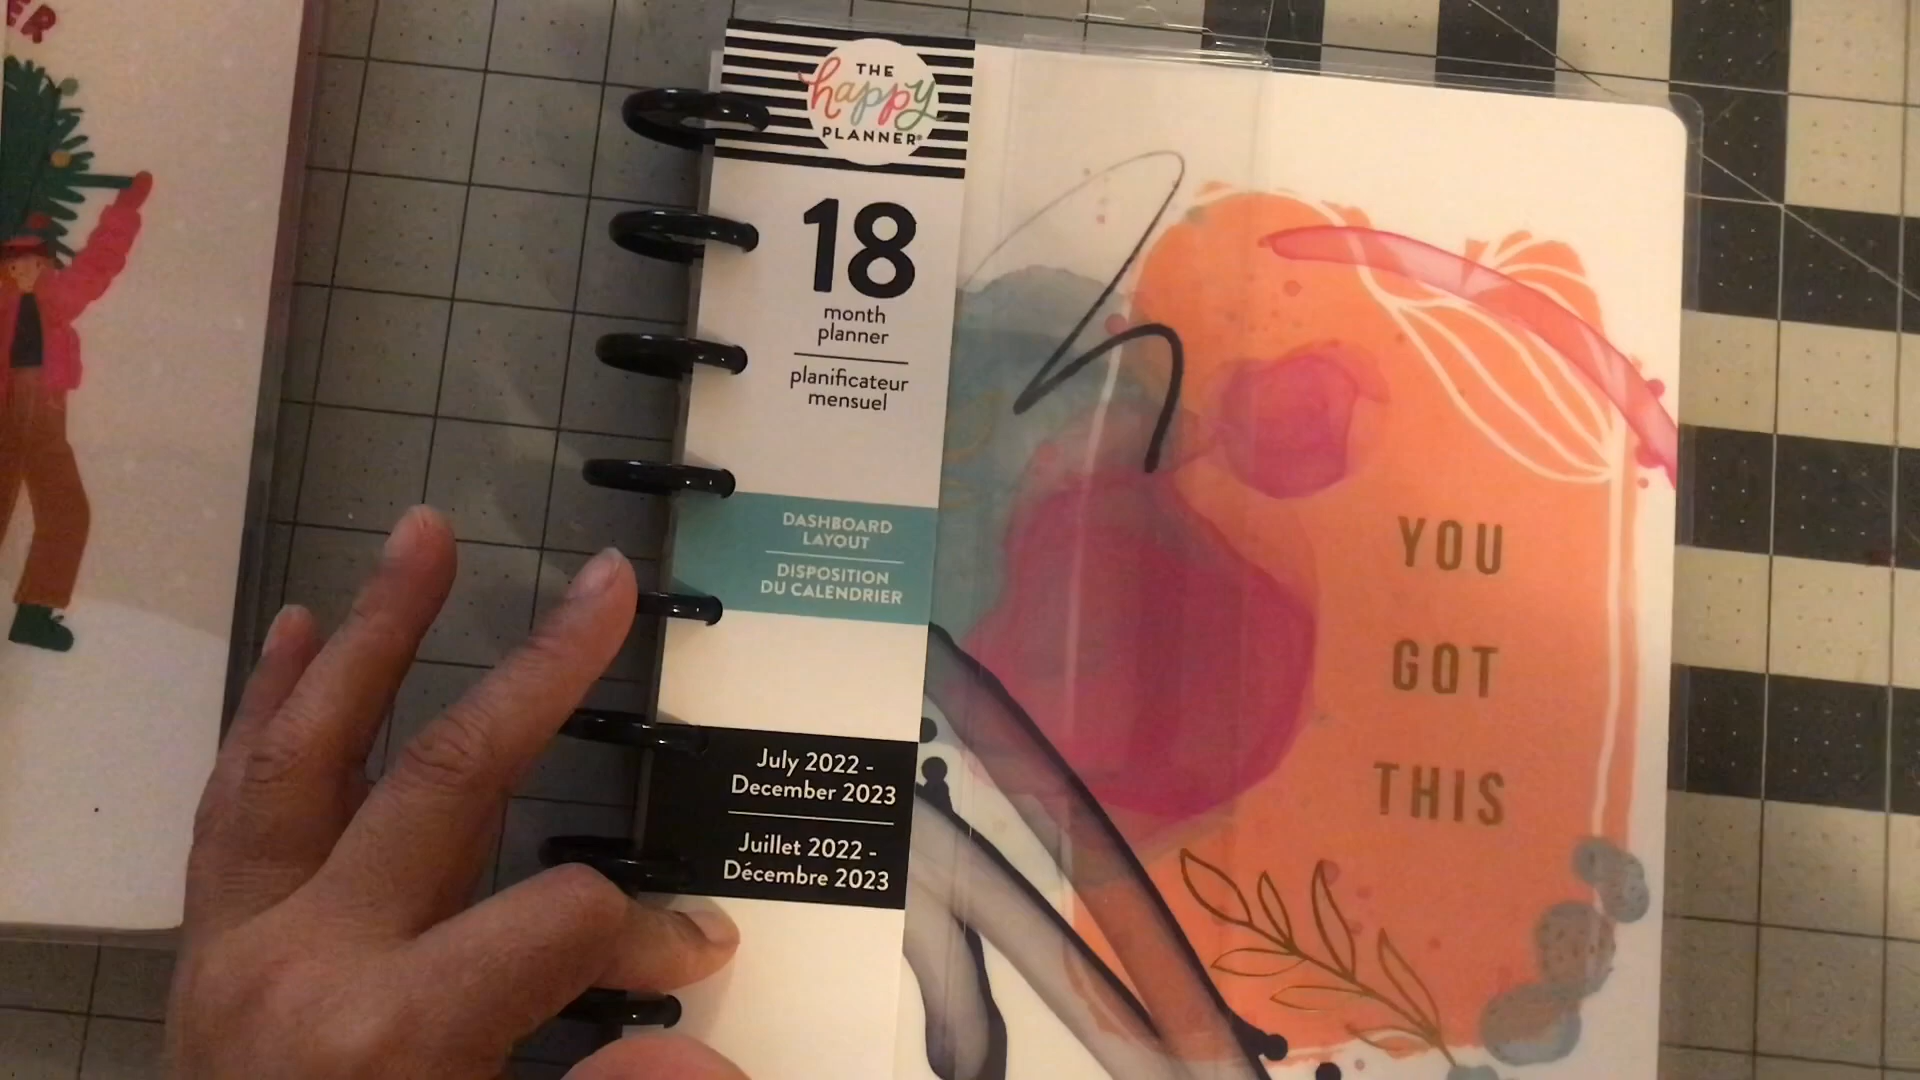 THE
happy
PLANNER
18
month
planner
planificateur
mensuel
DASHBOARD
LAYOUT
DISPOSITION
DU CALENDRIER
July 2022 -
December 2023
Juillet 2022 -
Décembre 2023
YOU
GOT
THIS